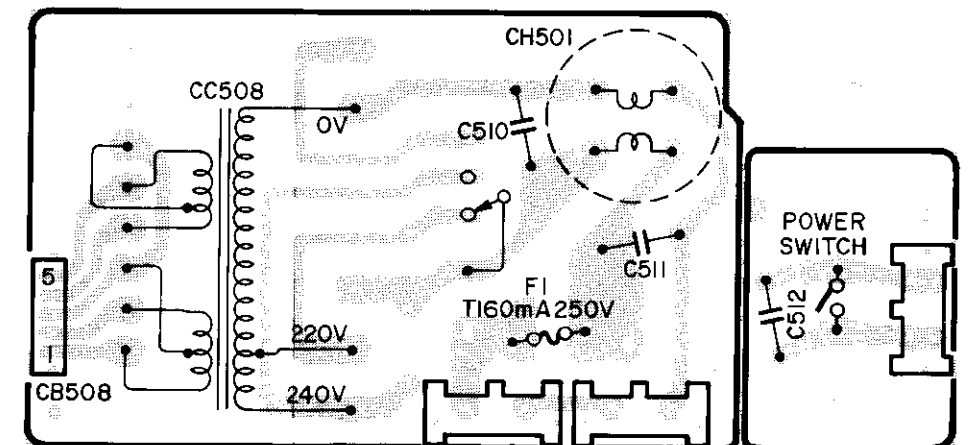 CH501
CC508
0V
C510
POWER
SWITCH
C511
5
F1
T160mA250V
C512
220V
1
240V
CB508